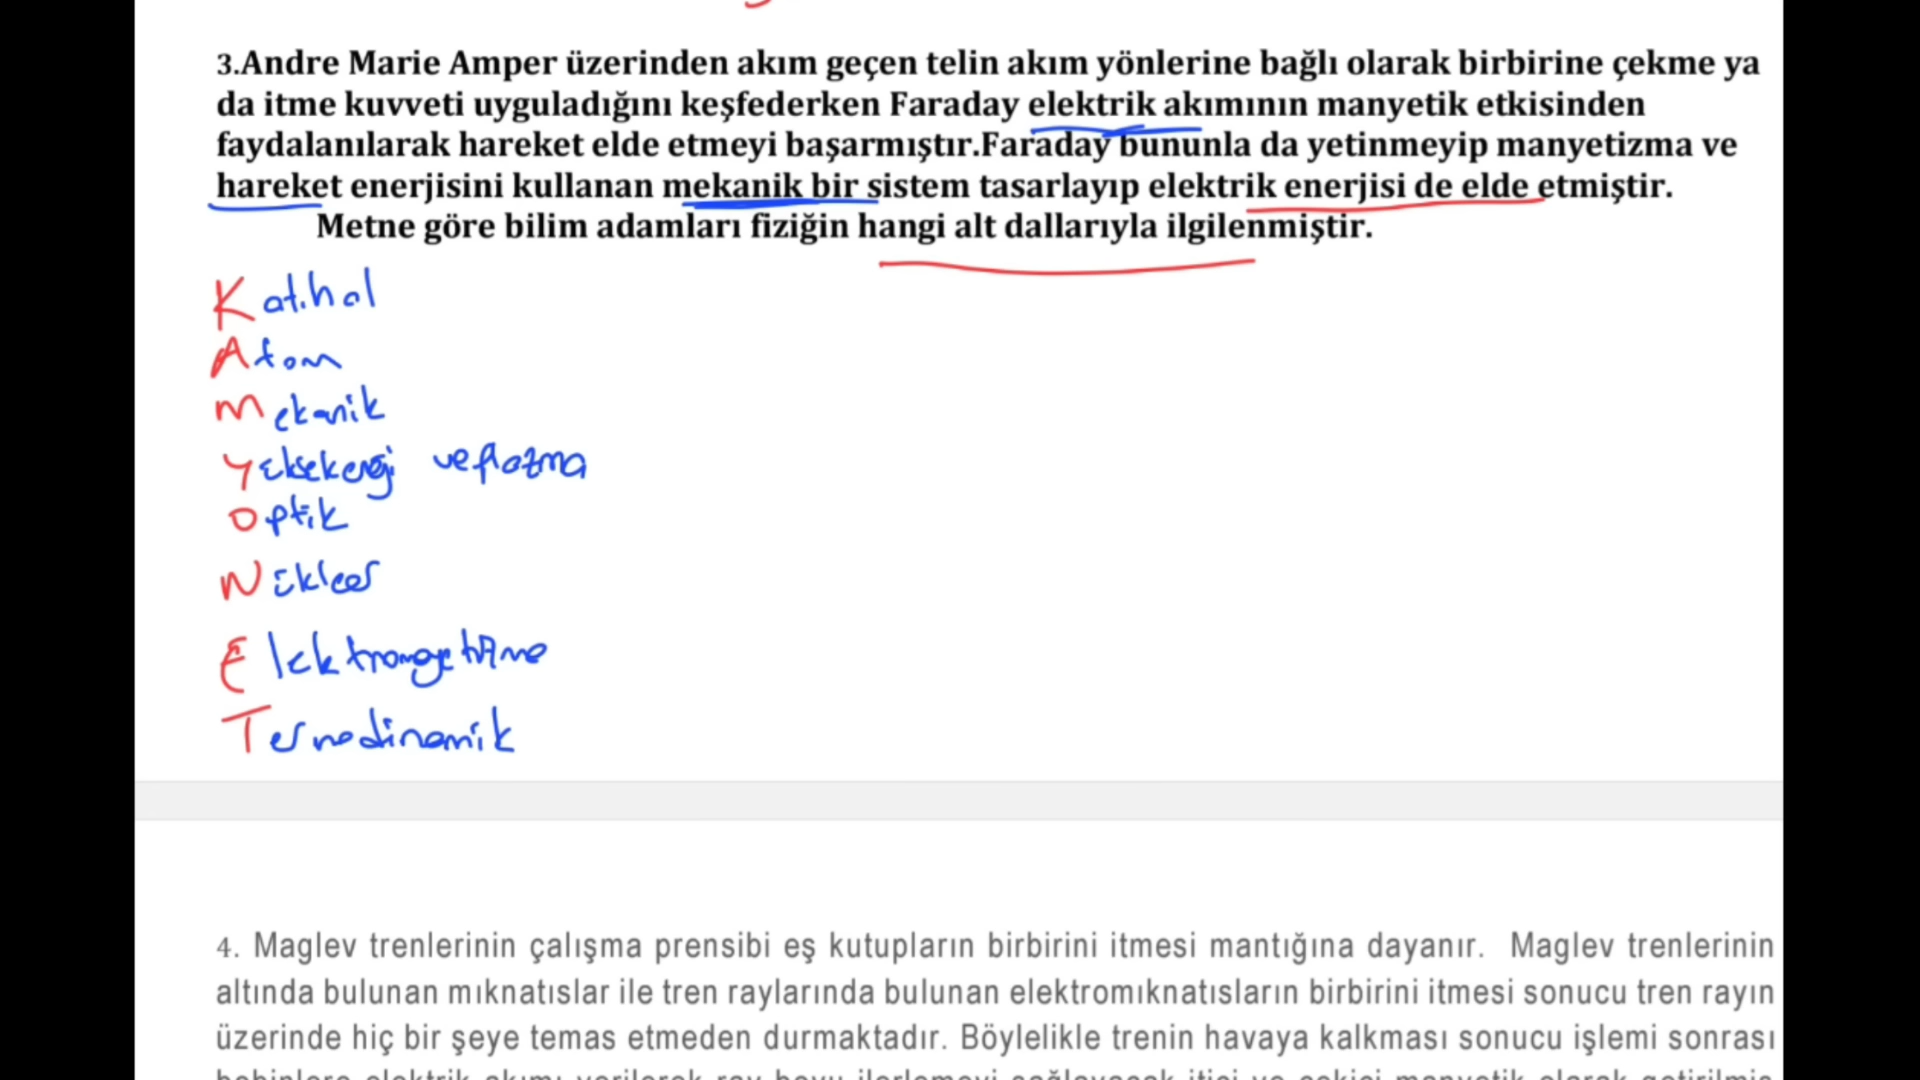 3.Andre Marie Amper üzerinden akım geçen telin akım yönlerine bağlı olarak birbirine çekme ya
da itme kuvveti uyguladığını keşfederken Faraday elektrik akımının manyetik etkisinden
faydalanılarak hareket elde etmeyi başarmıştır.Faraday bununla da yetinmeyip manyetizma ve
hareket enerjisini kullanan mekanik bir sistem tasarlayıp elektrik enerjisi de elde etmiştir.
Metne göre bilim adamları fiziğin hangi alt dallarıyla ilgilenmiştir.
Katıhal
Atom
Mekanik
Yüksekenerji ve plazma
Optik
Nükleer
Elektromagnetizma
Termodinamik
4. Maglev trenlerinin çalışma prensibi eş kutupların birbirini itmesi mantığına dayanır. Maglev trenlerinin
altında bulunan mıknatıslar ile tren raylarında bulunan elektromıknatısların birbirini itmesi sonucu tren rayın
üzerinde hiç bir şeye temas etmeden durmaktadır. Böylelikle trenin havaya kalkması sonucu işlemi sonrası